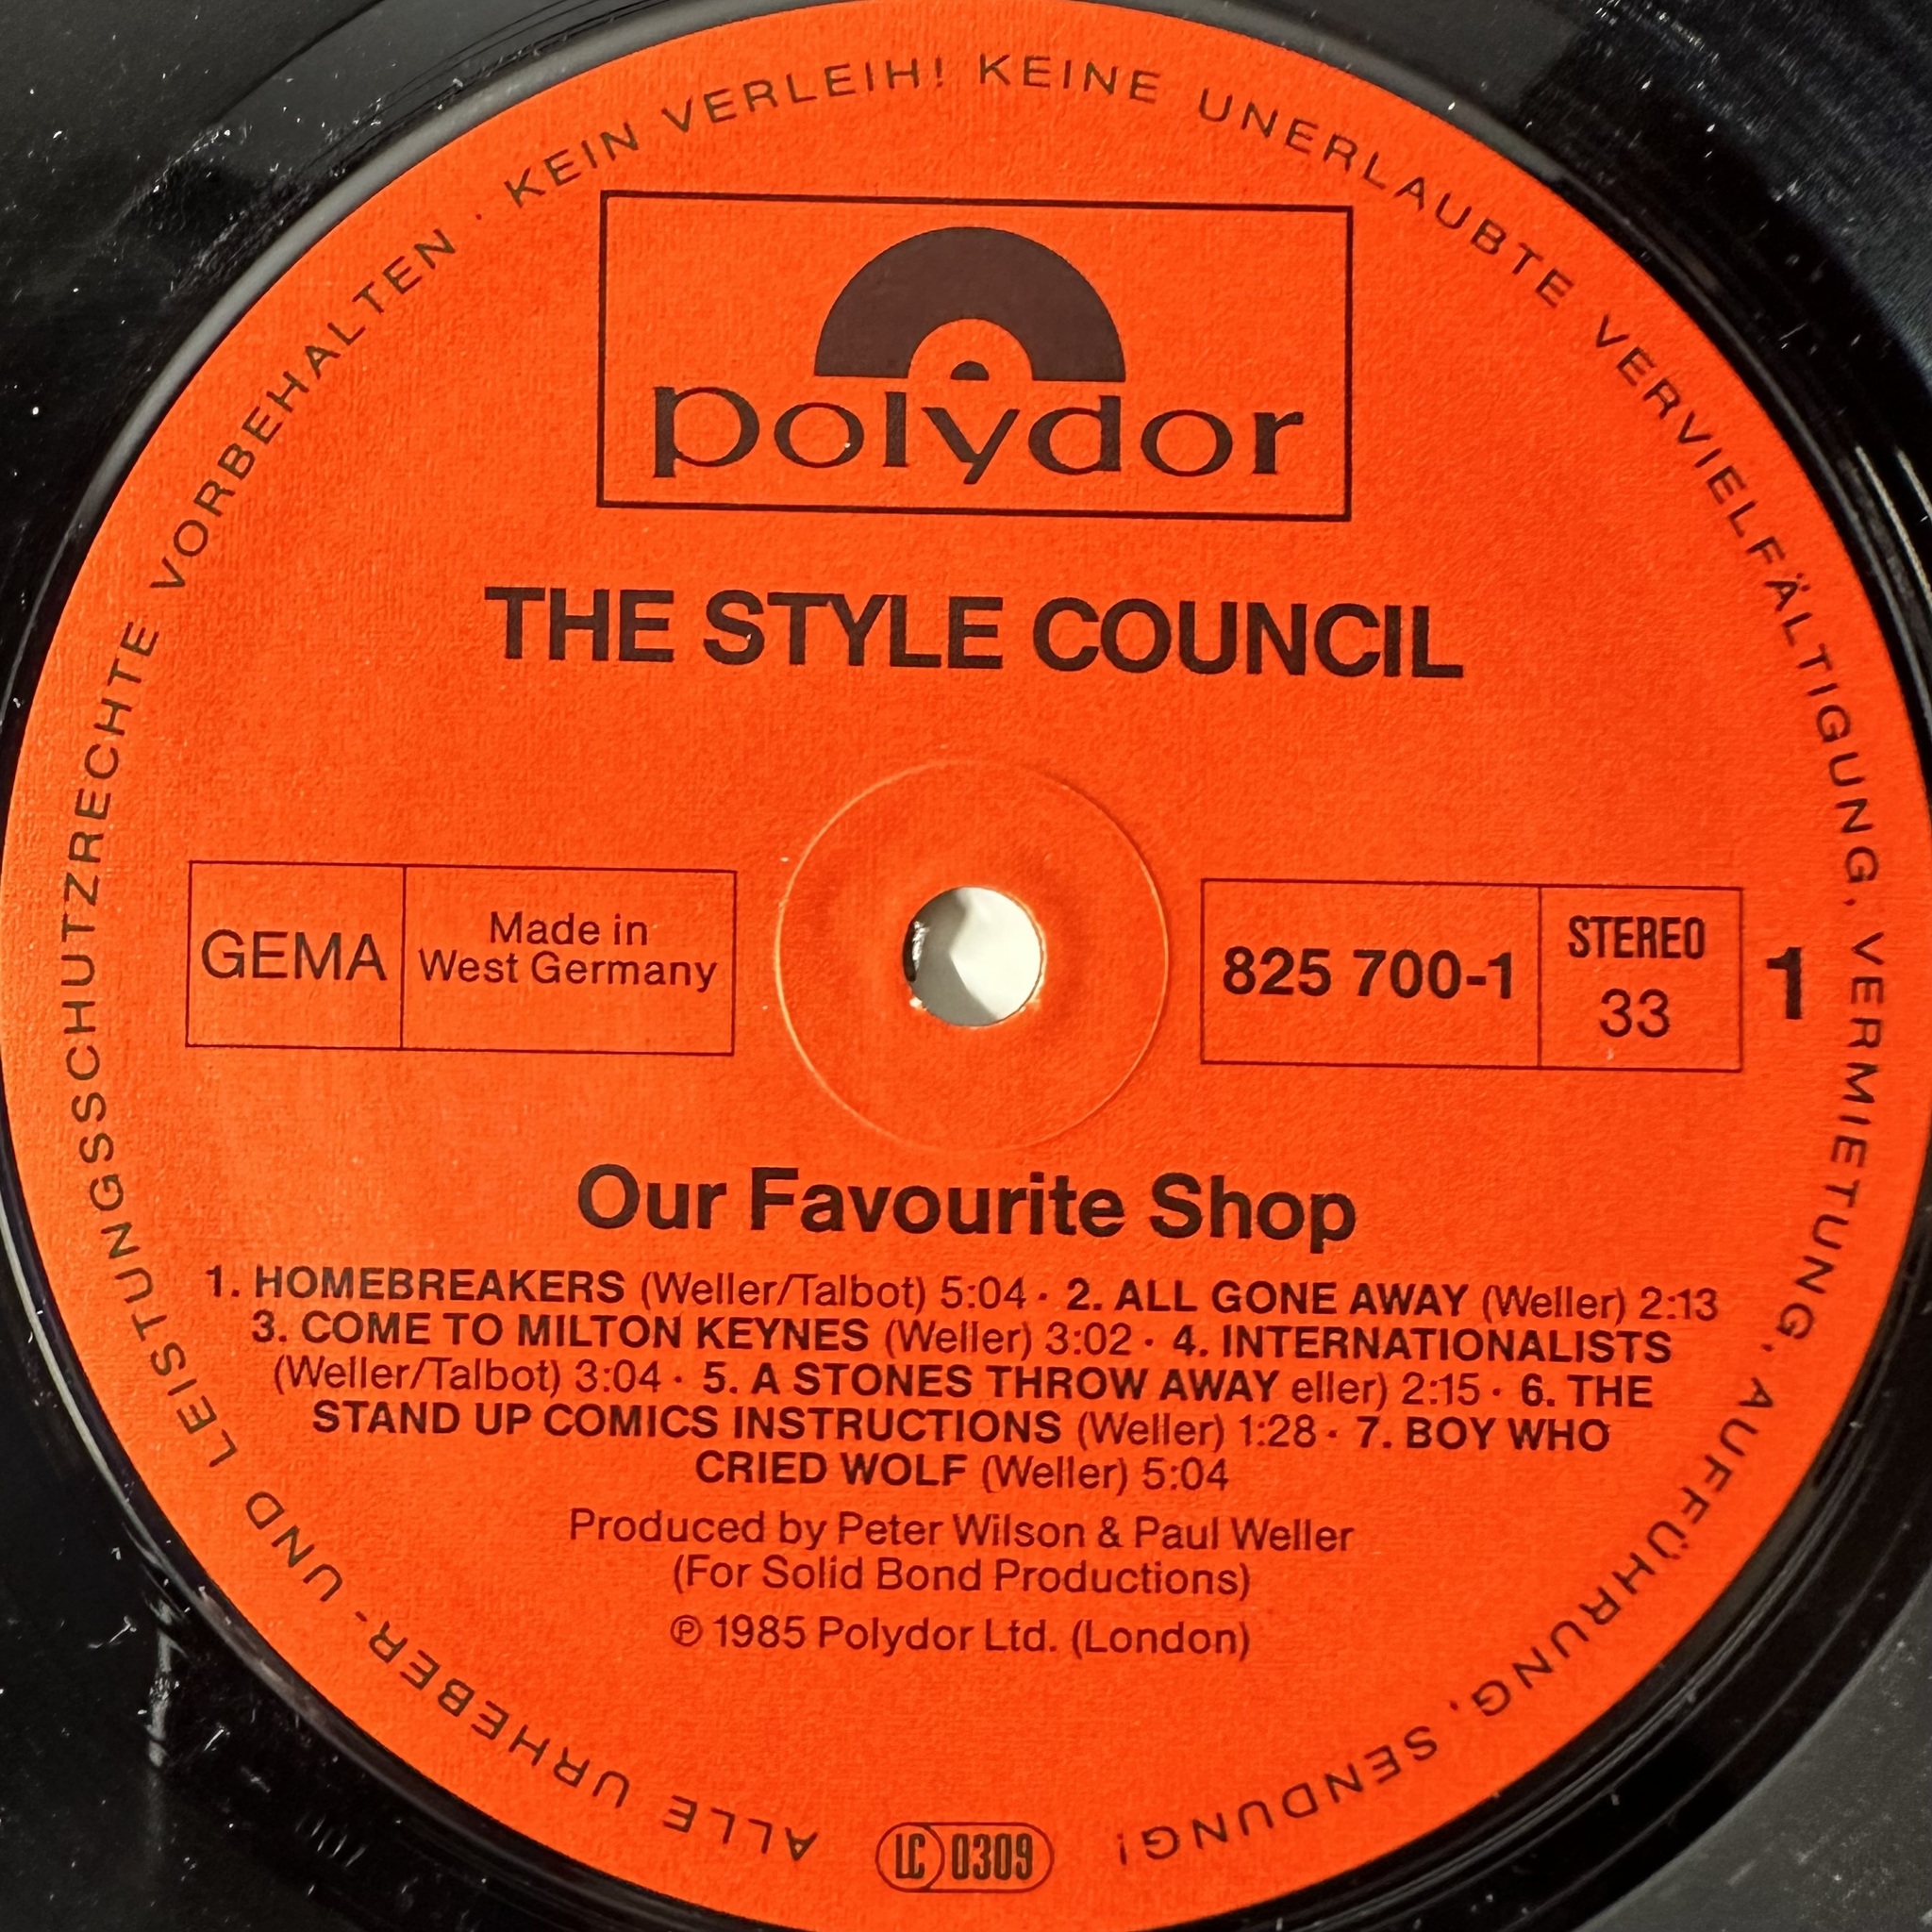 ALLE URHEBER- UND LEISTUNGSSCHUTZRECHTE VORBEHALTEN · KEIN VERLEIH! KEINE UNERLAUBTE VERVIELFÄLTIGUNG, VERMIETUNG, AUFFÜHRUNG, SENDUNG!
polydor
THE STYLE COUNCIL
GEMA
Made in
West Germany
825 700-1
STEREO
33
1
Our Favourite Shop
1. HOMEBREAKERS (Weller/Talbot) 5:04 · 2. ALL GONE AWAY (Weller) 2:13
3. COME TO MILTON KEYNES (Weller) 3:02 · 4. INTERNATIONALISTS
(Weller/Talbot) 3:04 · 5. A STONES THROW AWAY eller) 2:15 · 6. THE
STAND UP COMICS INSTRUCTIONS (Weller) 1:28 · 7. BOY WHO
CRIED WOLF (Weller) 5:04
Produced by Peter Wilson & Paul Weller
(For Solid Bond Productions)
℗ 1985 Polydor Ltd. (London)
LC 0309